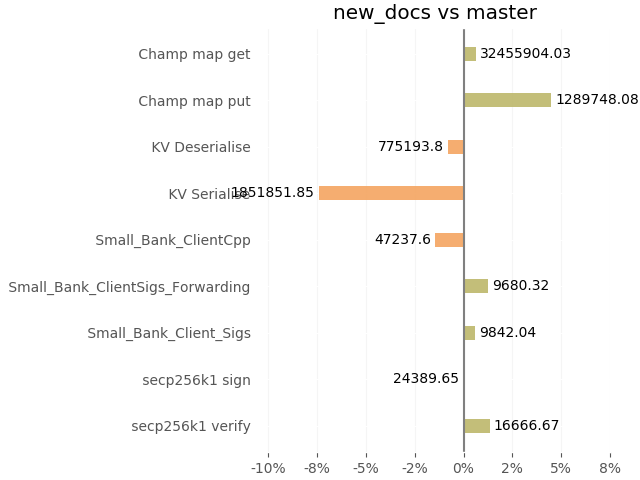 new_docs vs master
Champ map get 32455904.03
Champ map put 1289748.08
KV Deserialise 775193.8
KV Serialise 1851851.85
Small_Bank_ClientCpp 47237.6
Small_Bank_ClientSigs_Forwarding 9680.32
Small_Bank_Client_Sigs 9842.04
secp256k1 sign 24389.65
secp256k1 verify 16666.67
-10% -8% -5% -2% 0% 2% 5% 8%